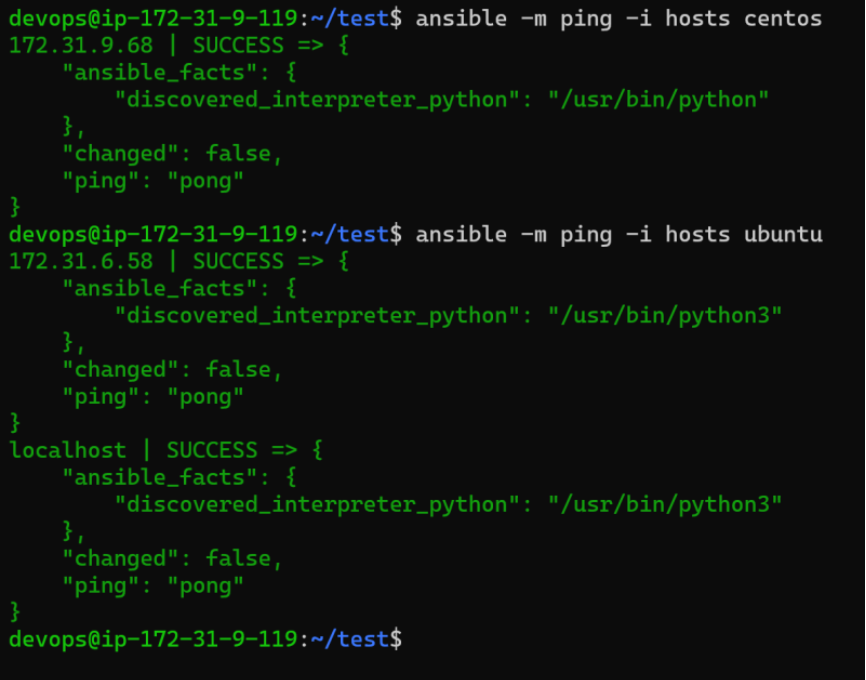 devops@ip-172-31-9-119:~/test$ ansible -m ping -i hosts centos
172.31.9.68 | SUCCESS => {
    "ansible_facts": {
        "discovered_interpreter_python": "/usr/bin/python"
    },
    "changed": false,
    "ping": "pong"
}
devops@ip-172-31-9-119:~/test$ ansible -m ping -i hosts ubuntu
172.31.6.58 | SUCCESS => {
    "ansible_facts": {
        "discovered_interpreter_python": "/usr/bin/python3"
    },
    "changed": false,
    "ping": "pong"
}
localhost | SUCCESS => {
    "ansible_facts": {
        "discovered_interpreter_python": "/usr/bin/python3"
    },
    "changed": false,
    "ping": "pong"
}
devops@ip-172-31-9-119:~/test$